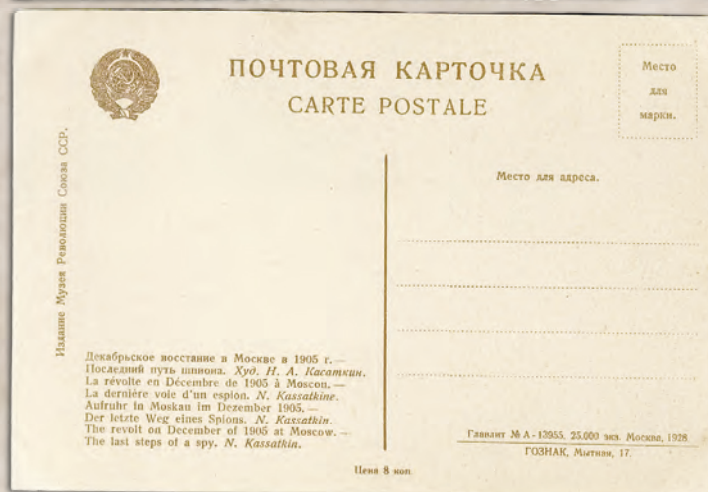 ПОЧТОВАЯ КАРТОЧКА
CARTE POSTALE
Место
для
марки.
Издание Музея Революции Союза ССР.
Место для адреса.
Декабрьское восстание в Москве в 1905 г. —
Последний путь шпиона. Худ. Н. А. Касаткин.
La révolte en Décembre de 1905 à Moscou. —
La dernière voie d'un espion. N. Kassatkine.
Aufruhr in Moskau im Dezember 1905. —
Der letzte Weg eines Spions. N. Kassatkin.
The revolt on December of 1905 at Moscow. —
The last steps of a spy. N. Kassatkin.
Главлит № А-13955. 25.000 экз. Москва, 1928
ГОЗНАК, Мытная, 17.
Цена 8 коп.